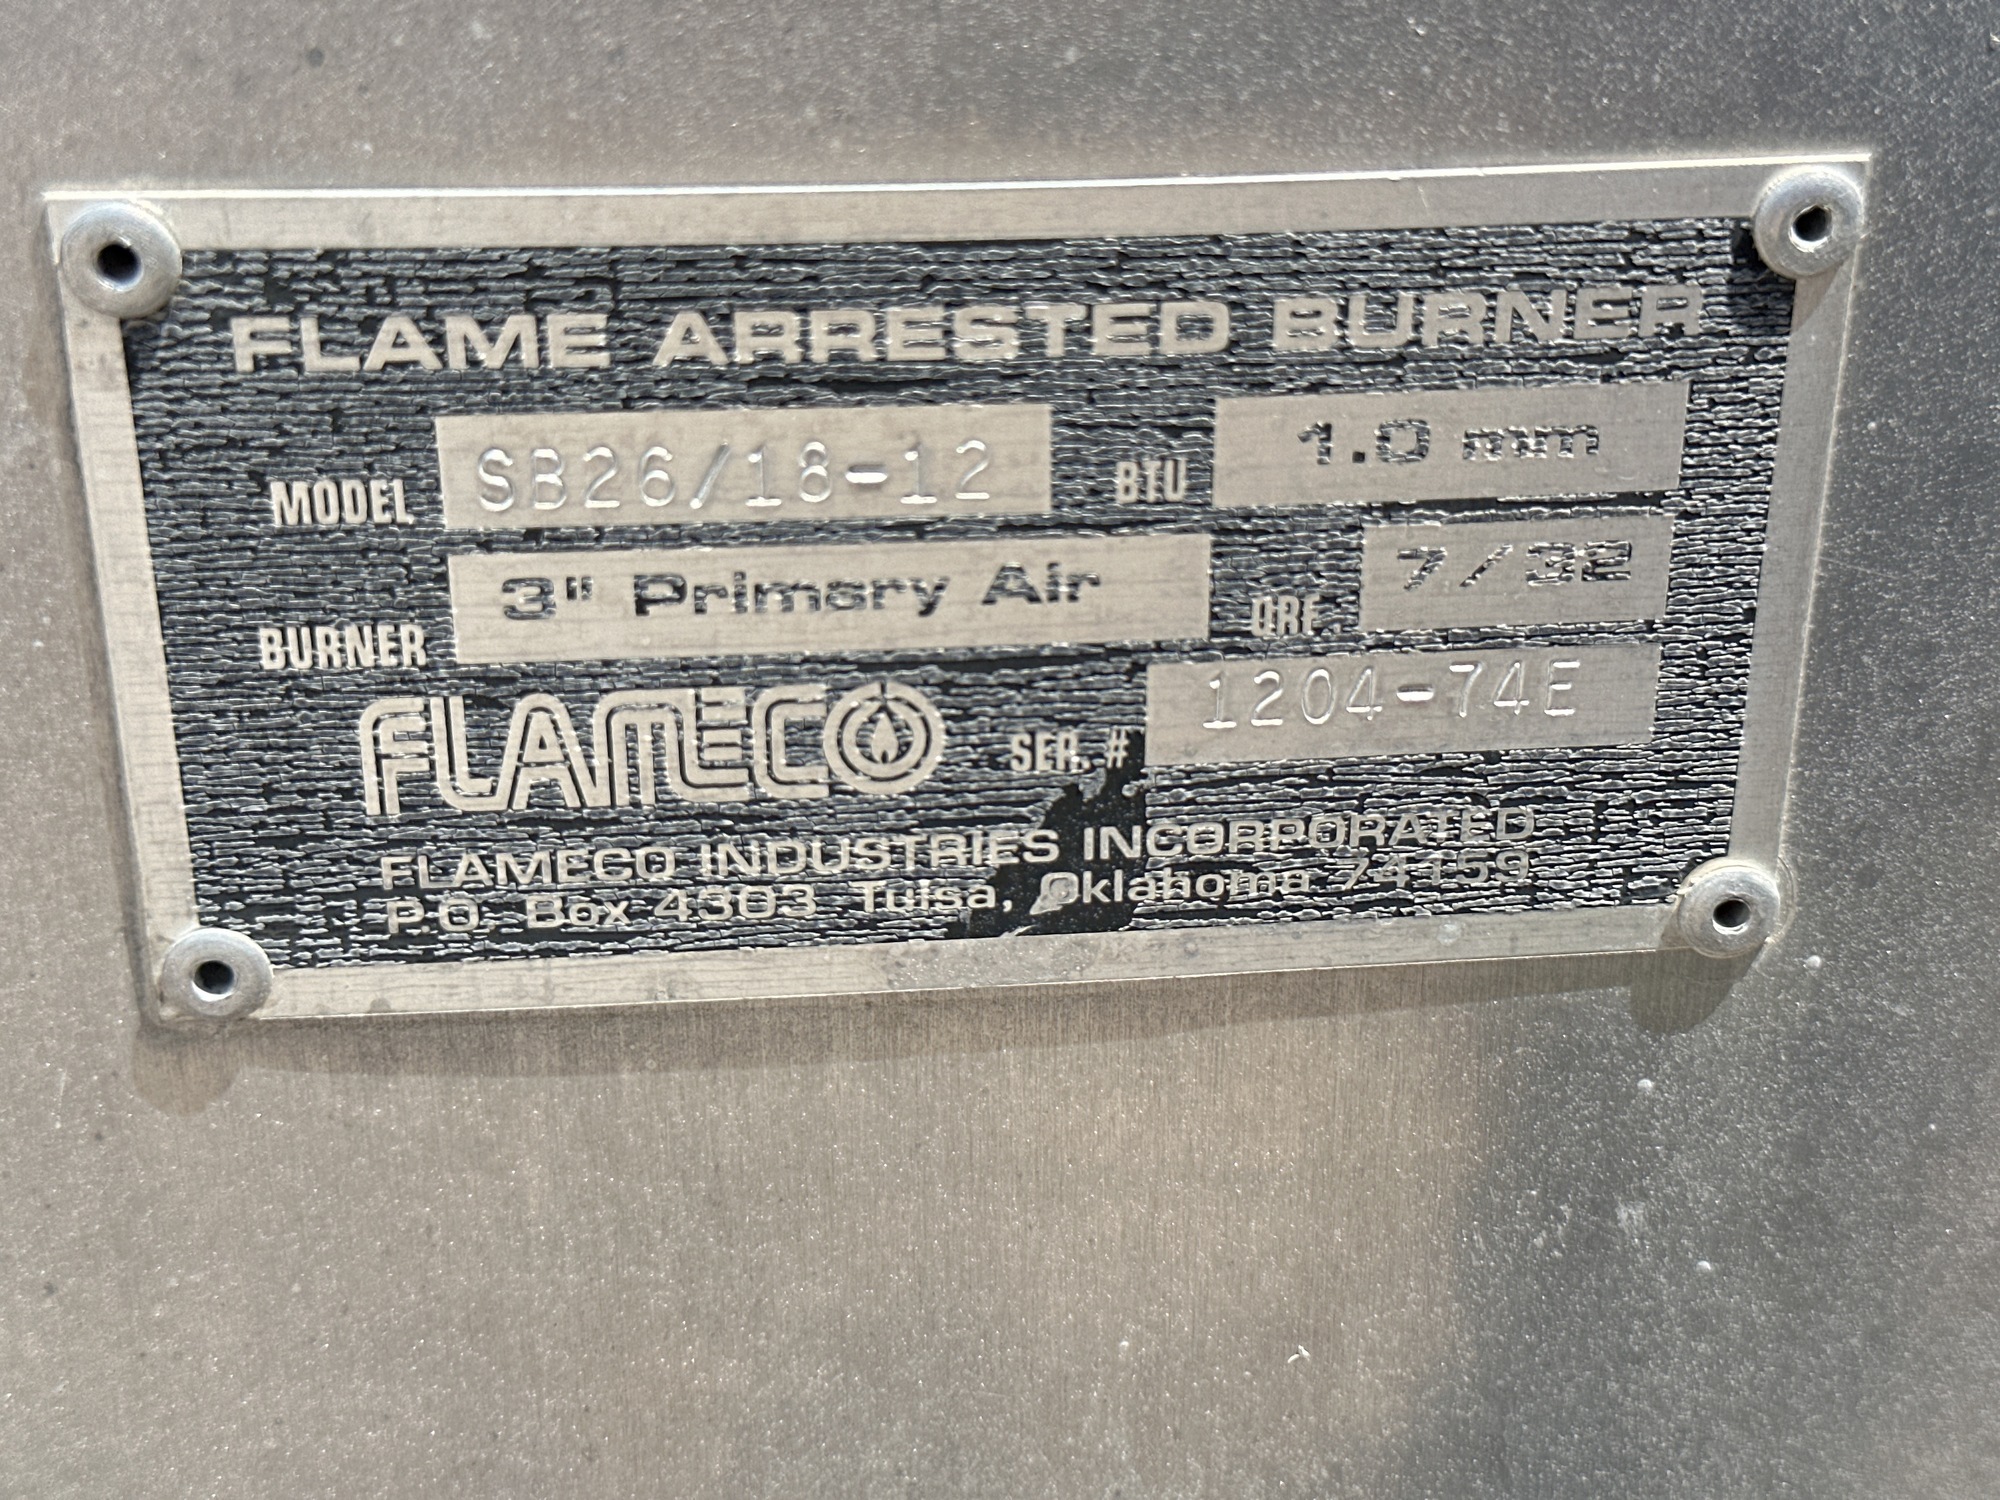 FLAME ARRESTED BURNER
MODEL SB26/18-12 BTU 1.0 mm
BURNER 3" Primary Air ORF. 7/32
FLAMECO SER. # 1204-74E
FLAMECO INDUSTRIES INCORPORATED
P.O. Box 4303 Tulsa, Oklahoma 74159